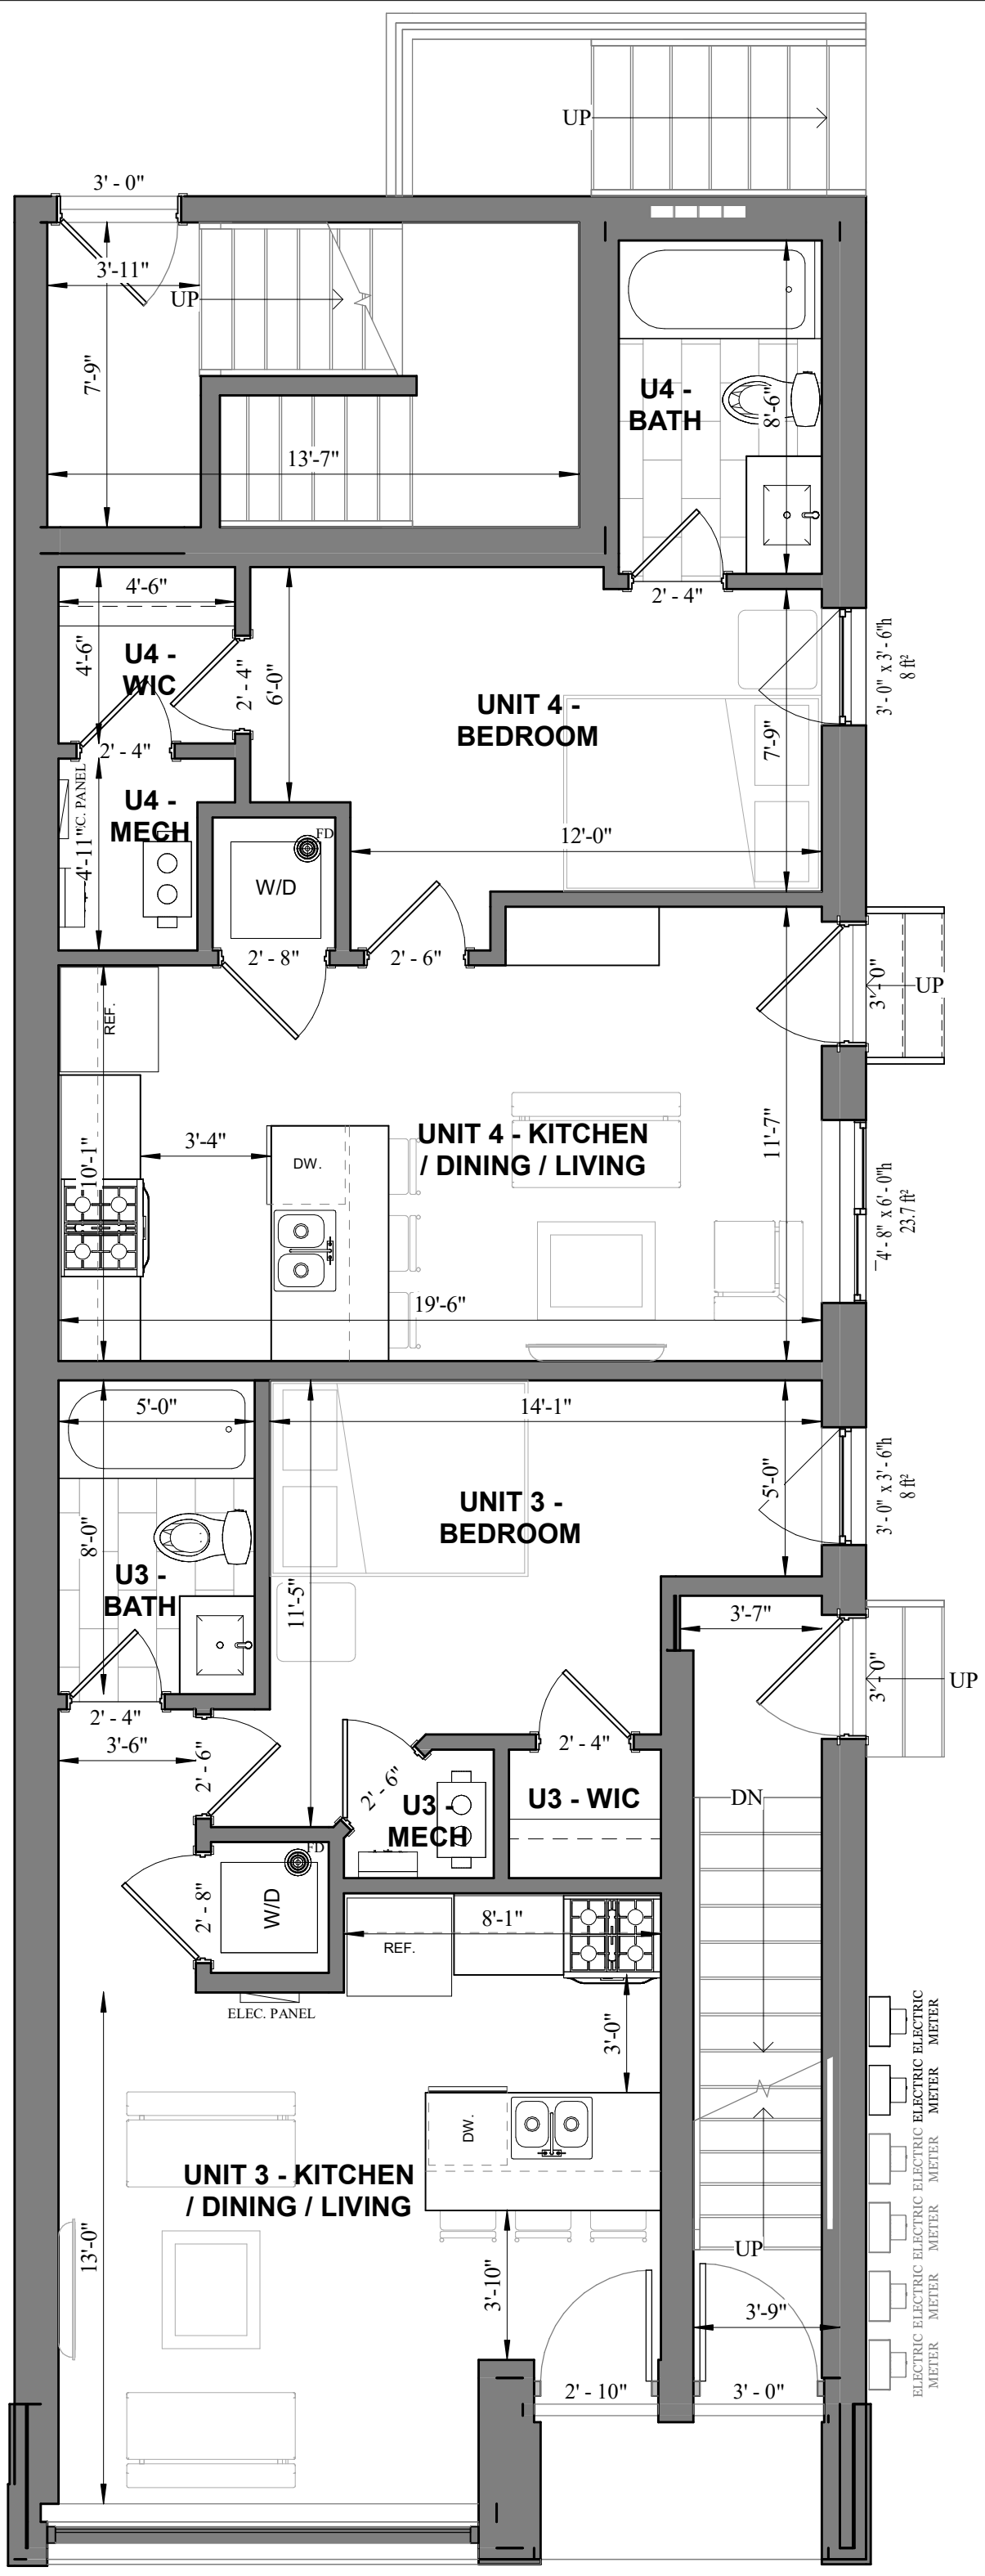 UP
3' - 0"
3'-11"
UP
7'-9"
13'-7"
U4 -
BATH
8'-6"
2' - 4"
4'-6"
4'-6"
U4 -
WIC
2' - 4"
6'-0"
UNIT 4 -
BEDROOM
7'-9"
3' - 0" x 3' - 6"h
8 ft²
2' - 4"
C. PANEL
U4 -
MECH
4'-11"
FD
W/D
12'-0"
2' - 8"
2' - 6"
3' - 0"
UP
REF.
10'-1"
3'-4"
DW.
UNIT 4 - KITCHEN
/ DINING / LIVING
11'-7"
4' - 8" x 6' - 0"h
23.7 ft²
19'-6"
5'-0"
14'-1"
8'-0"
UNIT 3 -
BEDROOM
5'-0"
3' - 0" x 3' - 6"h
8 ft²
U3 -
BATH
11'-5"
3'-7"
3' - 0"
UP
2' - 4"
3'-6"
2' - 6"
2' - 6"
2' - 4"
U3 -
MECH
U3 - WIC
DN
FD
W/D
2' - 8"
8'-1"
REF.
ELEC. PANEL
3'-0"
DW.
UNIT 3 - KITCHEN
/ DINING / LIVING
13'-0"
3'-10"
UP
3'-9"
2' - 10"
3' - 0"
ELECTRIC
METER
ELECTRIC
METER
ELECTRIC
METER
ELECTRIC
METER
ELECTRIC
METER
ELECTRIC
METER